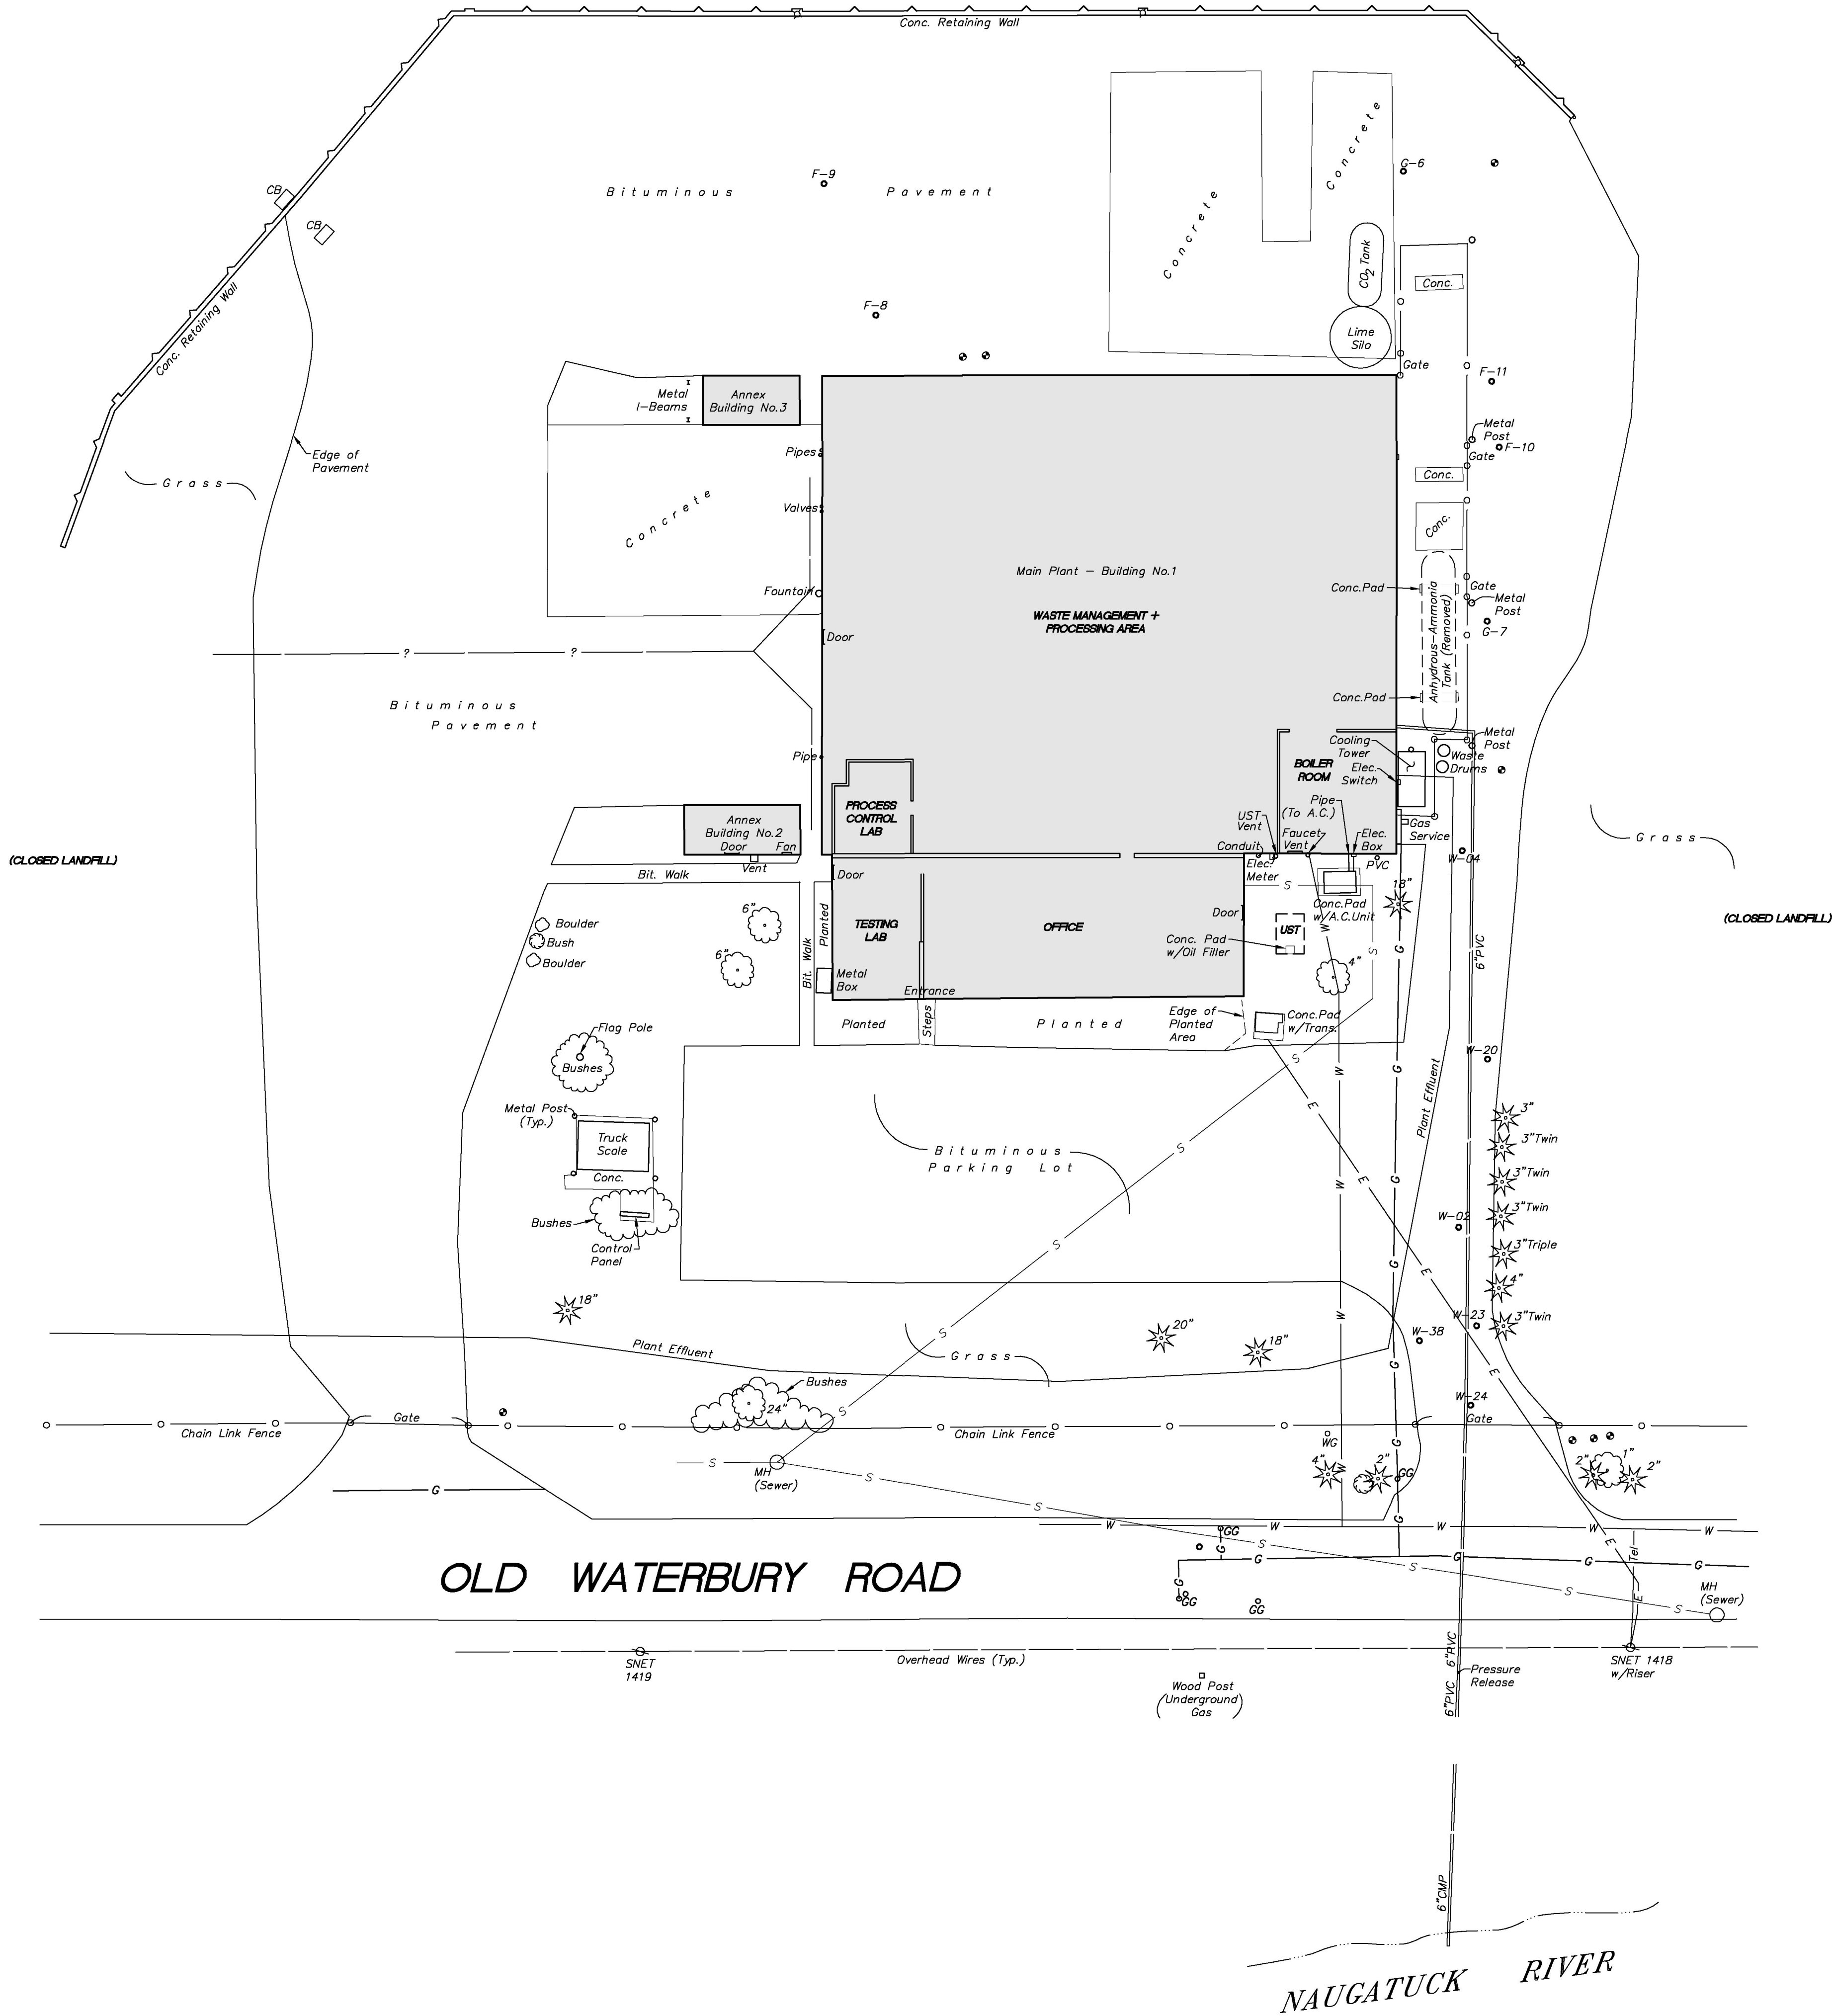 Conc. Retaining Wall
Concrete
Concrete
G-6
F-9
Bituminous Pavement
CB
CB
CO2 Tank
Conc.
Conc. Retaining Wall
F-8
Lime
Silo
Gate
F-11
Metal
I-Beams
Annex
Building No.3
Metal
Post
F-10
Gate
Pipes
Edge of
Pavement
Grass
Conc.
Concrete
Valves
Conc.
Main Plant - Building No.1
WASTE MANAGEMENT +
PROCESSING AREA
Fountain
Conc.Pad
Gate
Metal
Post
G-7
Anhydrous-Ammonia
Tank (Removed)
Door
? ?
Conc.Pad
Bituminous
Pavement
Metal
Post
Pipe
Cooling
Tower
Waste
Drums
BOILER
ROOM
Elec.
Switch
PROCESS
CONTROL
LAB
Pipe
(To A.C.)
UST
Vent
Faucet
Vent
Elec.
Box
Gas
Service
Annex
Building No.2
Door Fan
Vent
Conduit
Elec.
Meter
PVC
W-04
Grass
(CLOSED LANDFILL)
(CLOSED LANDFILL)
Bit. Walk
Door
S
18"
Conc.Pad
w/A.C.Unit
W
Planted
Bit. Walk
6"
6"
Boulder
Bush
Boulder
TESTING
LAB
OFFICE
Door
UST
Conc. Pad
w/Oil Filler
4"
S
G
6"PVC
Metal
Box
Entrance
Steps
Planted
Planted
Edge of
Planted
Area
Conc.Pad
w/Trans.
Flag Pole
Bushes
W-20
S
W
G
E
Plant Effluent
Metal Post
(Typ.)
Truck
Scale
Conc.
3"
3"Twin
3"Twin
3"Twin
3"Triple
4"
3"Twin
Bituminous
Parking Lot
S
E
W
G
Bushes
Control
Panel
S
W-02
G
E
18"
W
W-23
W-38
20"
18"
S
Plant Effluent
Grass
G
E
Bushes
24"
S
W-24
Gate
Chain Link Fence
Chain Link Fence
Gate
WG
G
S
MH
(Sewer)
S
4"
W
2"
GG
2"
1"
2"
G
S
G
W W W W W
GG
G
S
E
Tel
G G G G
S
OLD WATERBURY ROAD
G
GG
GG
S
S
E
MH
(Sewer)
SNET
1419
Overhead Wires (Typ.)
SNET 1418
w/Riser
6"PVC 6"PVC
Pressure
Release
Wood Post
(Underground)
Gas
6"CMP
NAUGATUCK RIVER